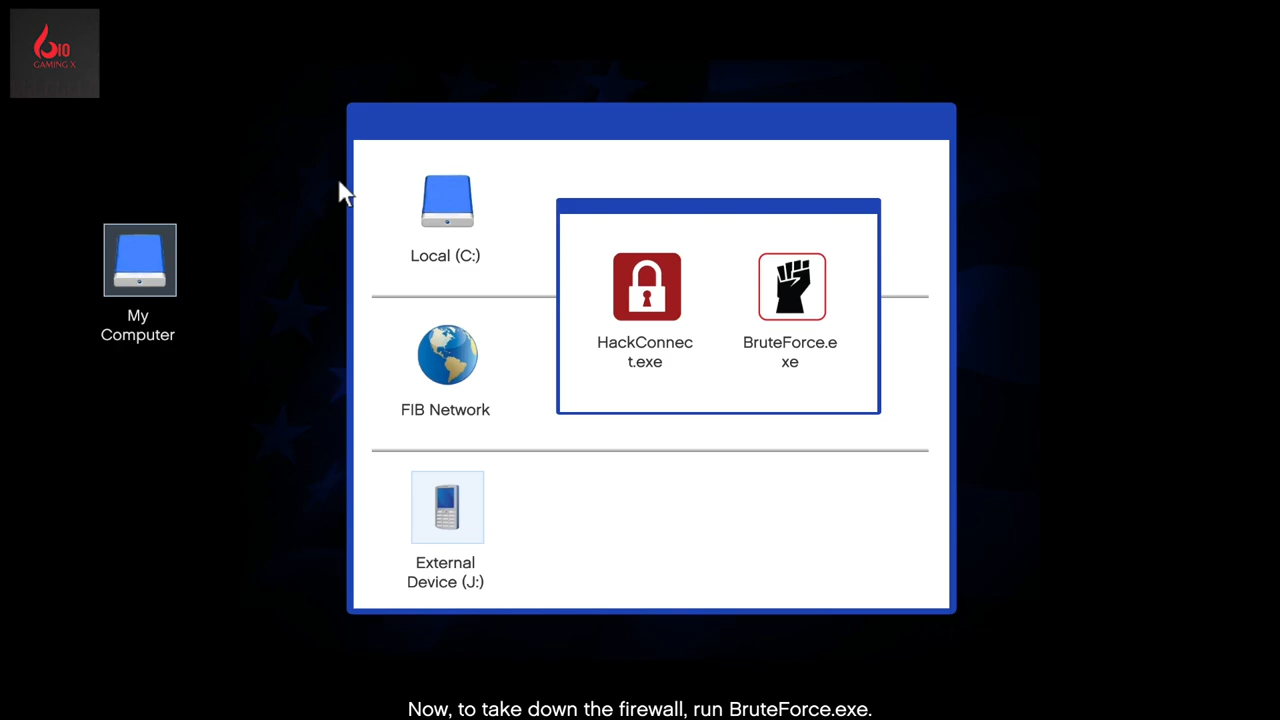 IO
GAMING X
My
Computer
Local (C:)
HackConnec
t.exe
BruteForce.e
xe
FIB Network
External
Device (J:)
Now, to take down the firewall, run BruteForce.exe.